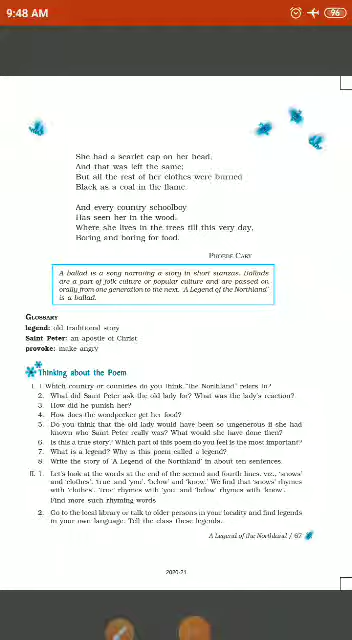 9:48 AM
96
She had a scarlet cap on her head,
And that was left the same;
But all the rest of her clothes were burned
Black as a coal in the flame.
And every country schoolboy
Has seen her in the wood,
Where she lives in the trees till this very day,
Boring and boring for food.
PHOEBE CARY
A ballad is a song narrating a story in short stanzas. Ballads
are a part of folk culture or popular culture and are passed on
orally from one generation to the next. 'A Legend of the Northland'
is a ballad.
GLOSSARY
legend: old traditional story
Saint Peter: an apostle of Christ
provoke: make angry
Thinking about the Poem
I. 1. Which country or countries do you think "the Northland" refers to?
2. What did Saint Peter ask the old lady for? What was the lady's reaction?
3. How did he punish her?
4. How does the woodpecker get her food?
5. Do you think that the old lady would have been so ungenerous if she had
known who Saint Peter really was? What would she have done then?
6. Is this a true story? Which part of this poem do you feel is the most important?
7. What is a legend? Why is this poem called a legend?
8. Write the story of 'A Legend of the Northland' in about ten sentences.
II. 1. Let's look at the words at the end of the second and fourth lines, viz., 'snows'
and 'clothes', 'true' and 'you', 'below' and 'know.' We find that 'snows' rhymes
with 'clothes', 'true' rhymes with 'you' and 'below' rhymes with 'know'.
Find more such rhyming words
2. Go to the local library or talk to older persons in your locality and find legends
in your own language. Tell the class these legends.
A Legend of the Northland / 67
2020-21